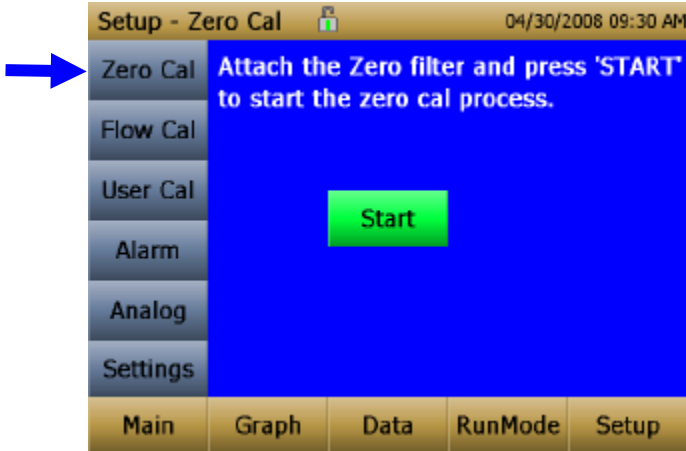 Setup - Zero Cal 04/30/2008 09:30 AM
Zero Cal
Attach the Zero filter and press 'START'
to start the zero cal process.
Flow Cal
User Cal
Start
Alarm
Analog
Settings
Main Graph Data RunMode Setup